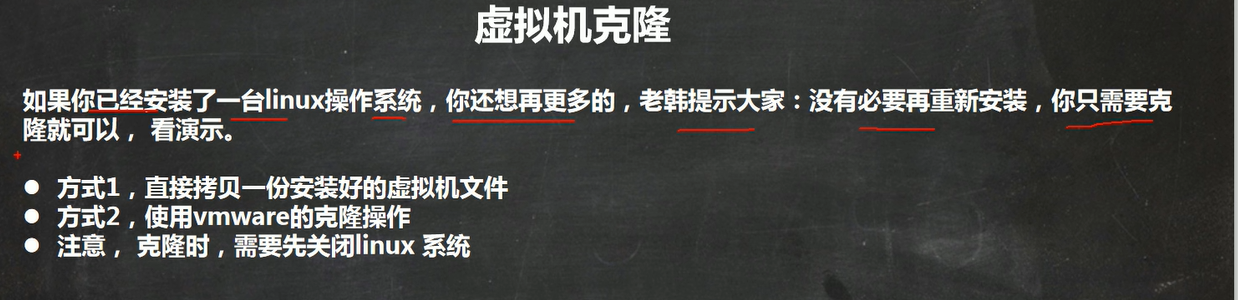 虚拟机克隆
如果你已经安装了一台linux操作系统，你还想再更多的，老韩提示大家：没有必要再重新安装，你只需要克
隆就可以， 看演示。
● 方式1，直接拷贝一份安装好的虚拟机文件
● 方式2，使用vmware的克隆操作
● 注意， 克隆时，需要先关闭linux 系统